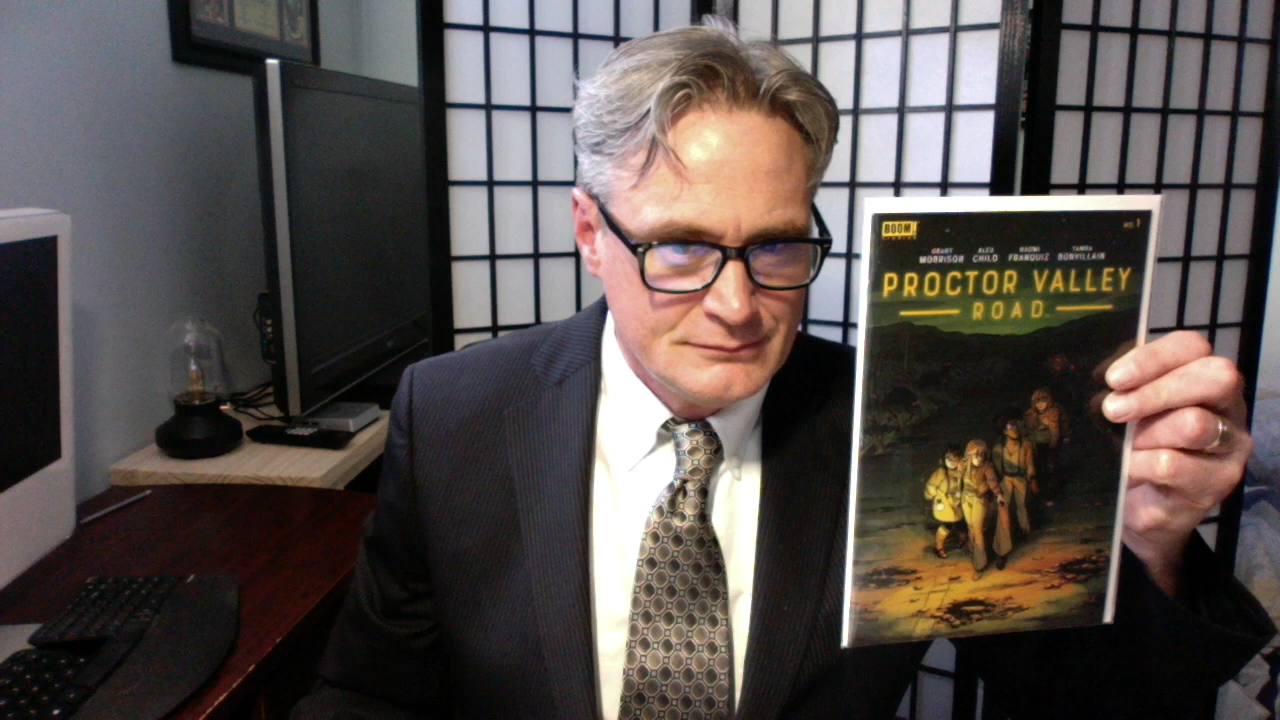 BOOM!
STUDIOS
NO. 1
GRANT MORRISON ALEX CHILD NAOMI FRANQUIZ TAMRA BONVILLAIN
PROCTOR VALLEY
ROAD